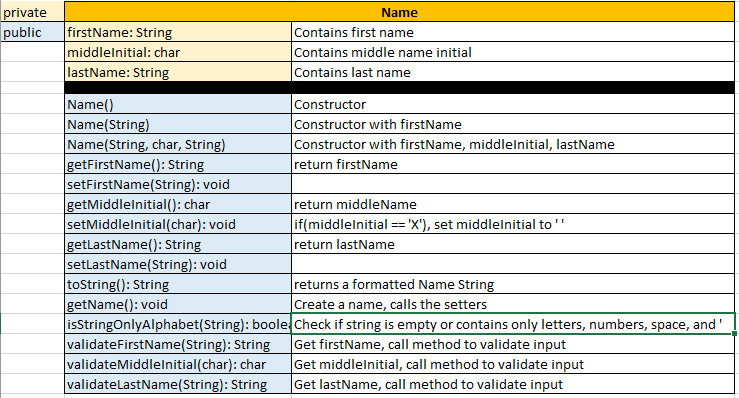 private Name
public firstName: String Contains first name
middleInitial: char Contains middle name initial
lastName: String Contains last name
Name() Constructor
Name(String) Constructor with firstName
Name(String, char, String) Constructor with firstName, middleInitial, lastName
getFirstName(): String return firstName
setFirstName(String): void
getMiddleInitial(): char return middleName
setMiddleInitial(char): void if(middleInitial == 'X'), set middleInitial to ' '
getLastName(): String return lastName
setLastName(String): void
toString(): String returns a formatted Name String
getName(): void Create a name, calls the setters
isStringOnlyAlphabet(String): boolea Check if string is empty or contains only letters, numbers, space, and '
validateFirstName(String): String Get firstName, call method to validate input
validateMiddleInitial(char): char Get middleInitial, call method to validate input
validateLastName(String): String Get lastName, call method to validate input